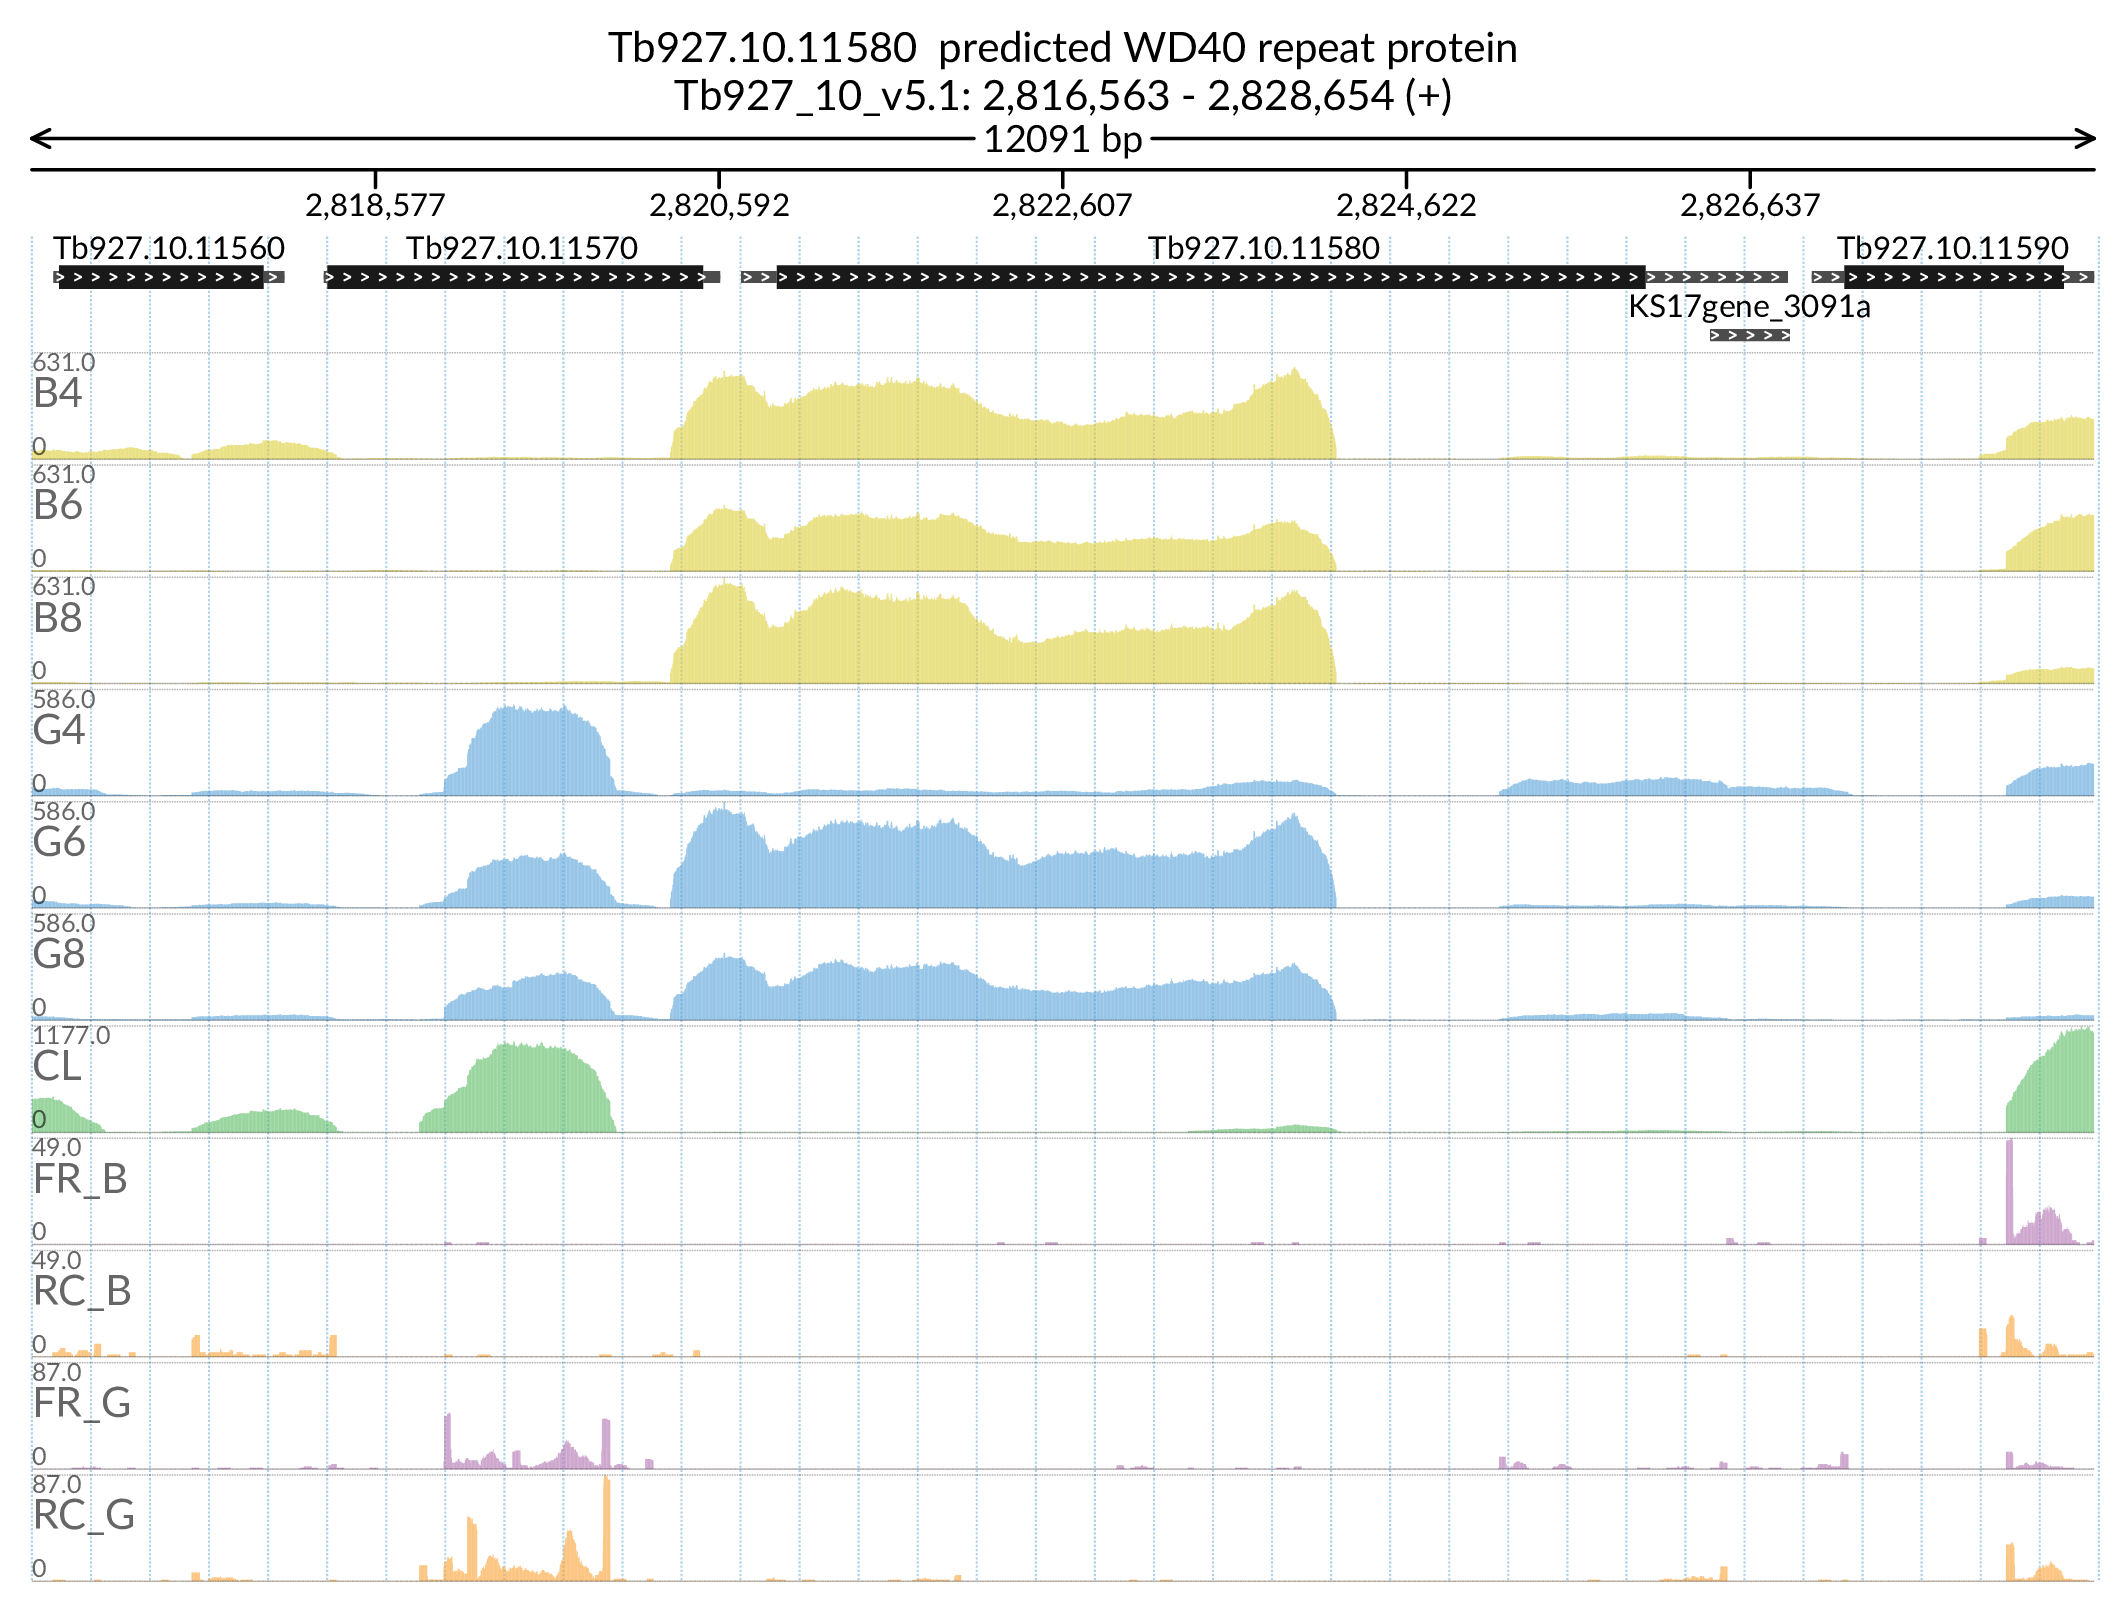 Tb927.10.11580 predicted WD40 repeat protein
Tb927_10_v5.1: 2,816,563 - 2,828,654 (+)
12091 bp
2,818,577 2,820,592 2,822,607 2,824,622 2,826,637
Tb927.10.11560 Tb927.10.11570 Tb927.10.11580 Tb927.10.11590
KS17gene_3091a
631.0
B4
0
631.0
B6
0
631.0
B8
0
586.0
G4
0
586.0
G6
0
586.0
G8
0
1177.0
CL
0
49.0
FR_B
0
49.0
RC_B
0
87.0
FR_G
0
87.0
RC_G
0